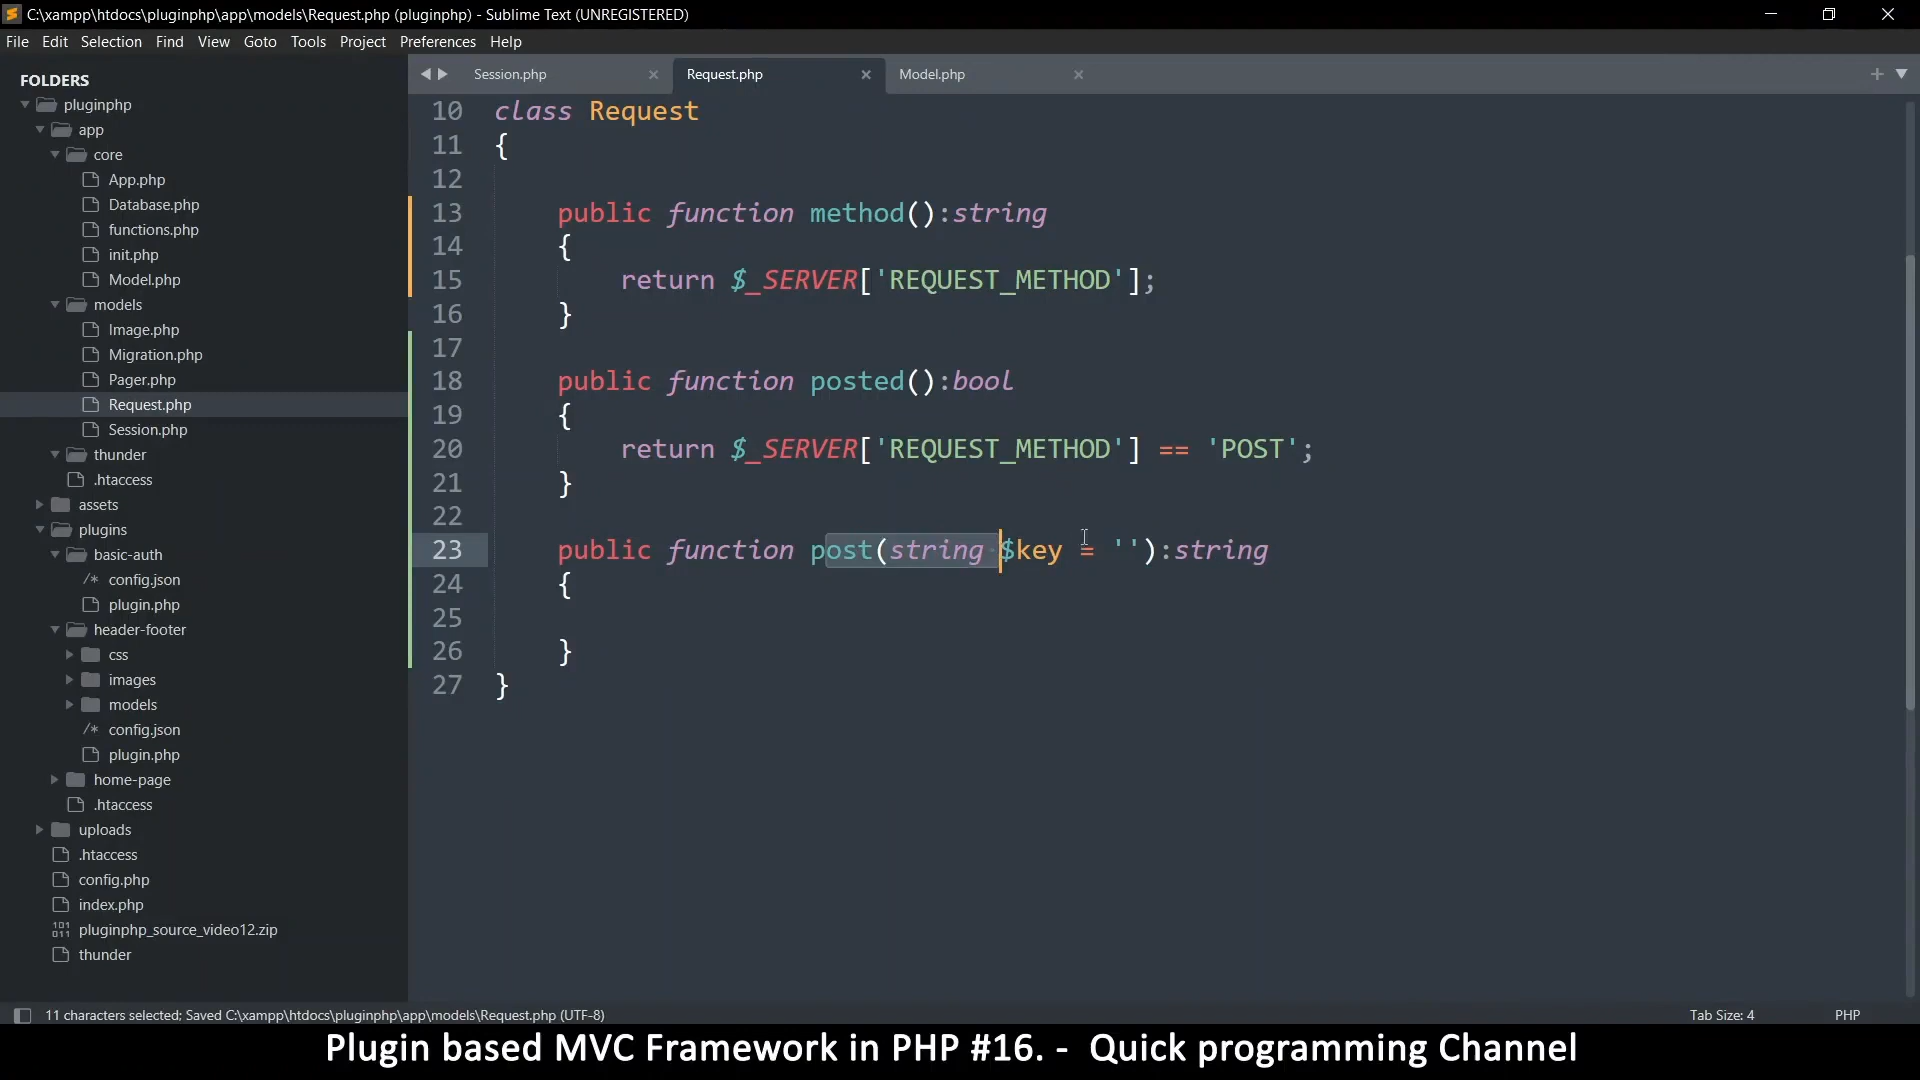 C:\xampp\htdocs\pluginphp\app\models\Request.php (pluginphp) - Sublime Text (UNREGISTERED)
File Edit Selection Find View Goto Tools Project Preferences Help
FOLDERS
pluginphp
app
core
App.php
Database.php
functions.php
init.php
Model.php
models
Image.php
Migration.php
Pager.php
Request.php
Session.php
thunder
.htaccess
assets
plugins
basic-auth
/* config.json
plugin.php
header-footer
css
images
models
/* config.json
plugin.php
home-page
.htaccess
uploads
.htaccess
config.php
index.php
pluginphp_source_video12.zip
thunder
Session.php Request.php Model.php
10 class Request
11 {
12
13 public function method():string
14 {
15 return $_SERVER['REQUEST_METHOD'];
16 }
17
18 public function posted():bool
19 {
20 return $_SERVER['REQUEST_METHOD'] == 'POST';
21 }
22
23 public function post(string $key = ''):string
24 {
25
26 }
27 }
11 characters selected; Saved C:\xampp\htdocs\pluginphp\app\models\Request.php (UTF-8) Tab Size: 4 PHP
Plugin based MVC Framework in PHP #16. - Quick programming Channel